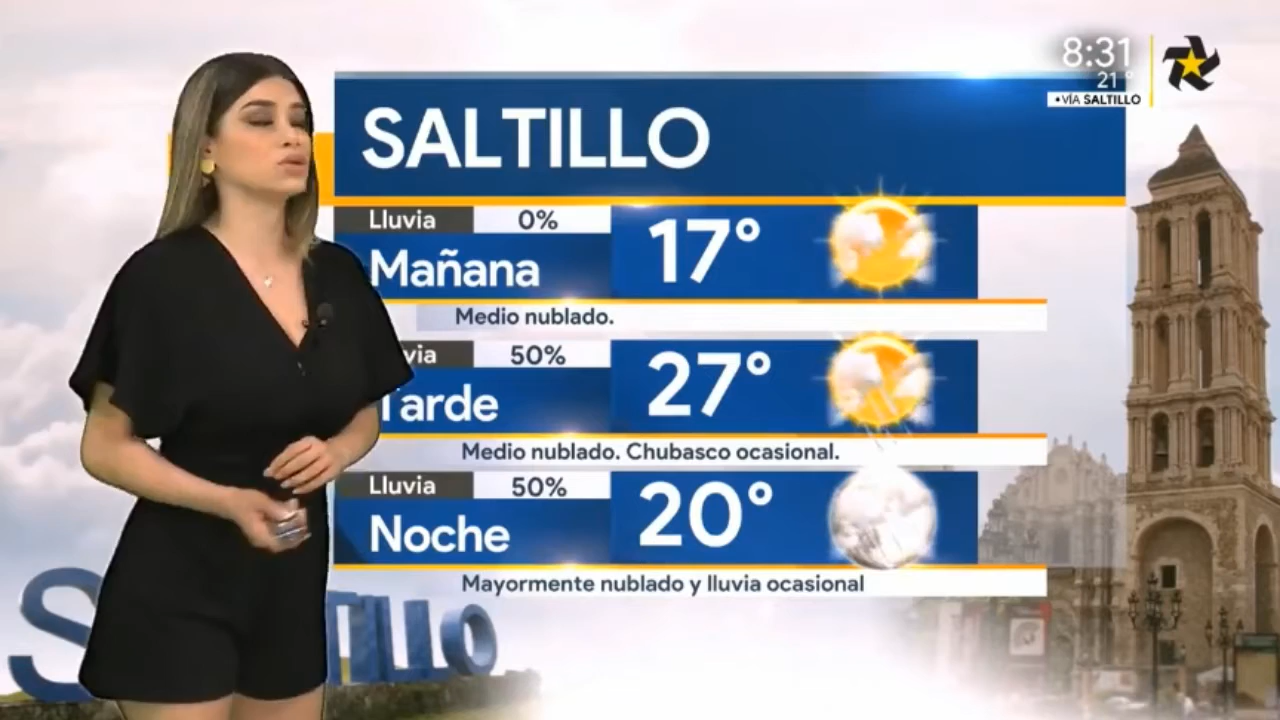 8:31
21°
•VÍA SALTILLO
SALTILLO
Lluvia 0%
Mañana 17°
Medio nublado.
50%
Tarde 27°
Medio nublado. Chubasco ocasional.
Lluvia 50%
Noche 20°
Mayormente nublado y lluvia ocasional